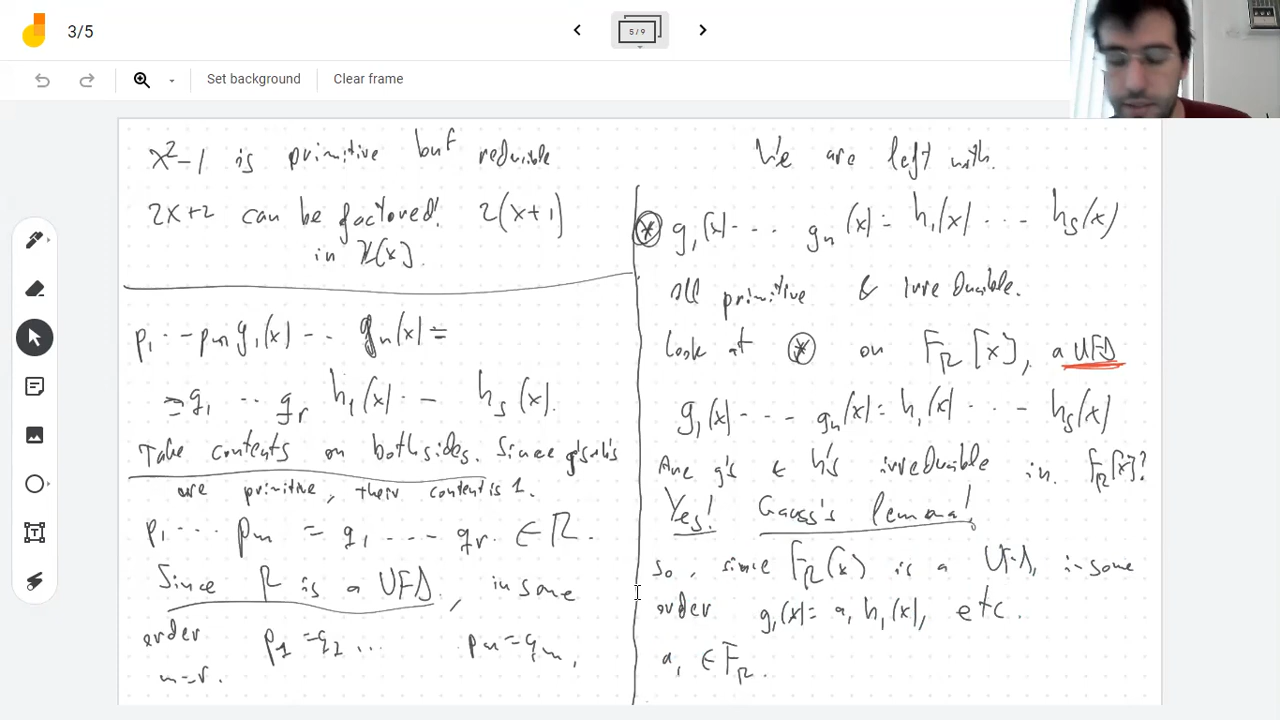 3/5
5/9
Set background
Clear frame
x²-1 is primitive but reducible
2x+2 can be factored! 2(x+1)
in ℤ[x].
p₁ ⋯ pₘ g₁(x) ⋯ gₙ(x) =
= q₁ ⋯ qᵣ h₁(x) ⋯ hₛ(x).
Take contents on both sides. Since g's & h's
are primitive, their content is 1.
p₁ ⋯ pₘ = q₁ ⋯ qᵣ ∈ R.
Since R is a UFD, in some
order p₁ = q₂ ... pₘ = qₘ,
m=r.
We are left with.
⊛ g₁(x) ⋯ gₙ(x) = h₁(x) ⋯ hₛ(x)
all primitive & irreducible.
Look at ⊛ on F_R[x], a UFD
g₁(x) ⋯ gₙ(x) = h₁(x) ⋯ hₛ(x)
Are g's & h's irreducible in F_R[x]?
Yes! Gauss's lemma!
So, since F_R(x) is a UFD, in some
order g₁(x) = a₁ h₁(x), etc.
a₁ ∈ F_R.